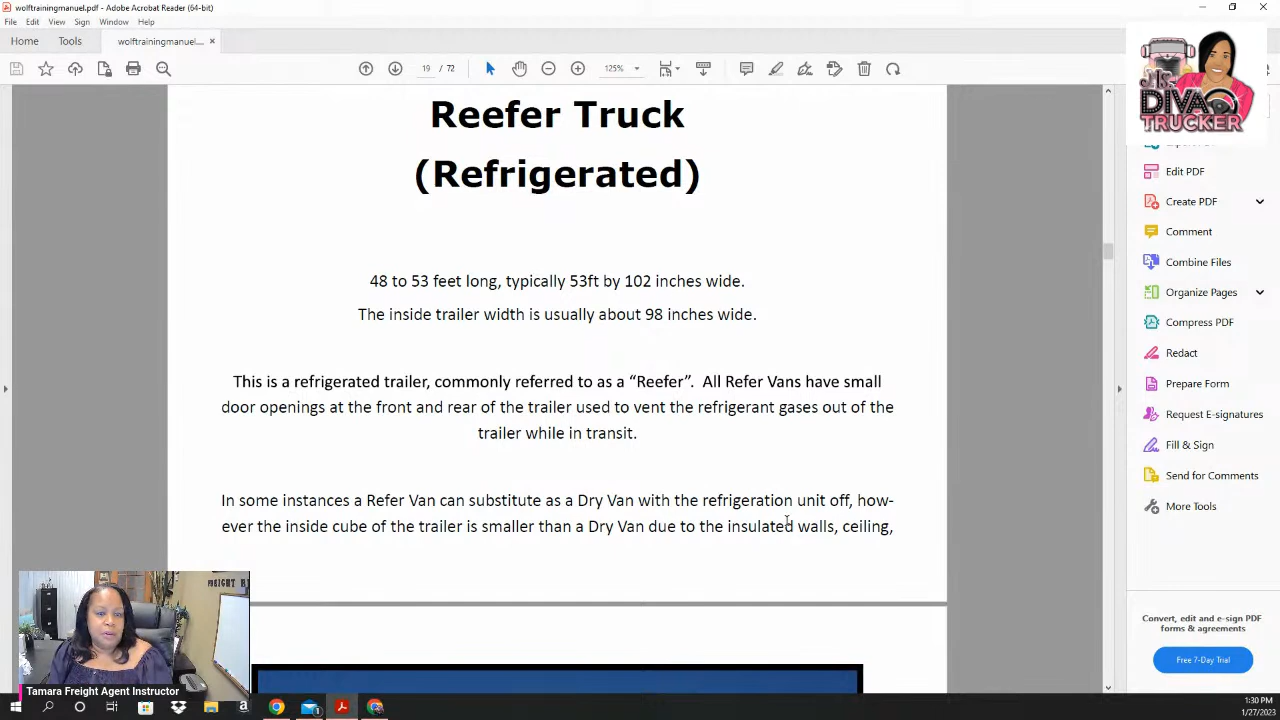 wolftrainingmanuel.pdf - Adobe Acrobat Reader (64-bit)
File Edit View Sign Window Help
Home Tools wolftrainingmanuel....
19 / 72
125%
Reefer Truck
(Refrigerated)
48 to 53 feet long, typically 53ft by 102 inches wide.
The inside trailer width is usually about 98 inches wide.
This is a refrigerated trailer, commonly referred to as a “Reefer”. All Refer Vans have small
door openings at the front and rear of the trailer used to vent the refrigerant gases out of the
trailer while in transit.
In some instances a Refer Van can substitute as a Dry Van with the refrigeration unit off, how-
ever the inside cube of the trailer is smaller than a Dry Van due to the insulated walls, ceiling,
DIVA
TRUCKER
Edit PDF
Create PDF
Comment
Combine Files
Organize Pages
Compress PDF
Redact
Prepare Form
Request E-signatures
Fill & Sign
Send for Comments
More Tools
Convert, edit and e-sign PDF
forms & agreements
Free 7-Day Trial
Tamara Freight Agent Instructor
1:30 PM
1/27/2023